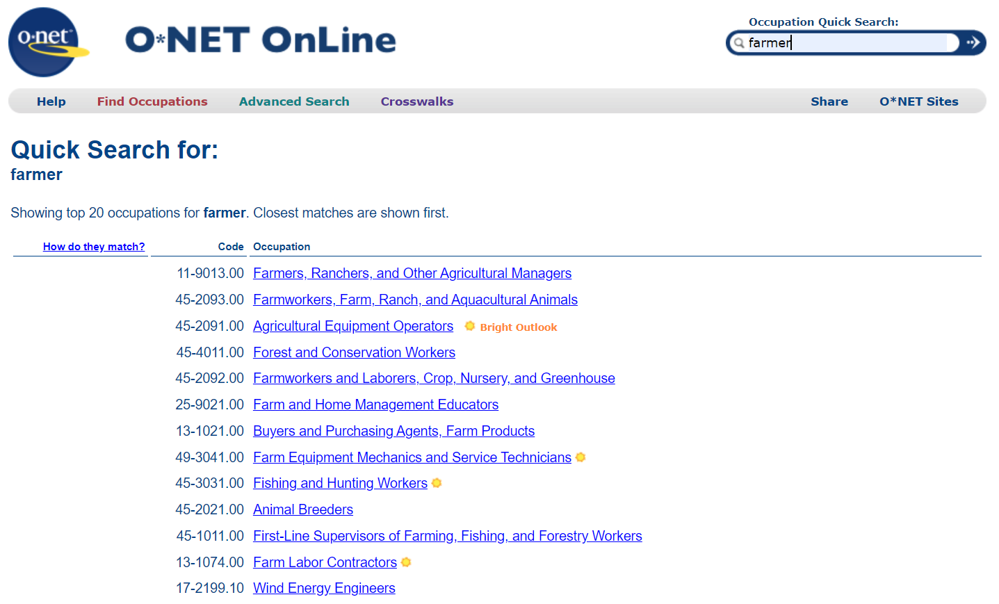 o·net
O*NET OnLine
Occupation Quick Search:
farmer
Help Find Occupations Advanced Search Crosswalks Share O*NET Sites
Quick Search for:
farmer
Showing top 20 occupations for farmer. Closest matches are shown first.
How do they match? Code Occupation
11-9013.00 Farmers, Ranchers, and Other Agricultural Managers
45-2093.00 Farmworkers, Farm, Ranch, and Aquacultural Animals
45-2091.00 Agricultural Equipment Operators Bright Outlook
45-4011.00 Forest and Conservation Workers
45-2092.00 Farmworkers and Laborers, Crop, Nursery, and Greenhouse
25-9021.00 Farm and Home Management Educators
13-1021.00 Buyers and Purchasing Agents, Farm Products
49-3041.00 Farm Equipment Mechanics and Service Technicians
45-3031.00 Fishing and Hunting Workers
45-2021.00 Animal Breeders
45-1011.00 First-Line Supervisors of Farming, Fishing, and Forestry Workers
13-1074.00 Farm Labor Contractors
17-2199.10 Wind Energy Engineers